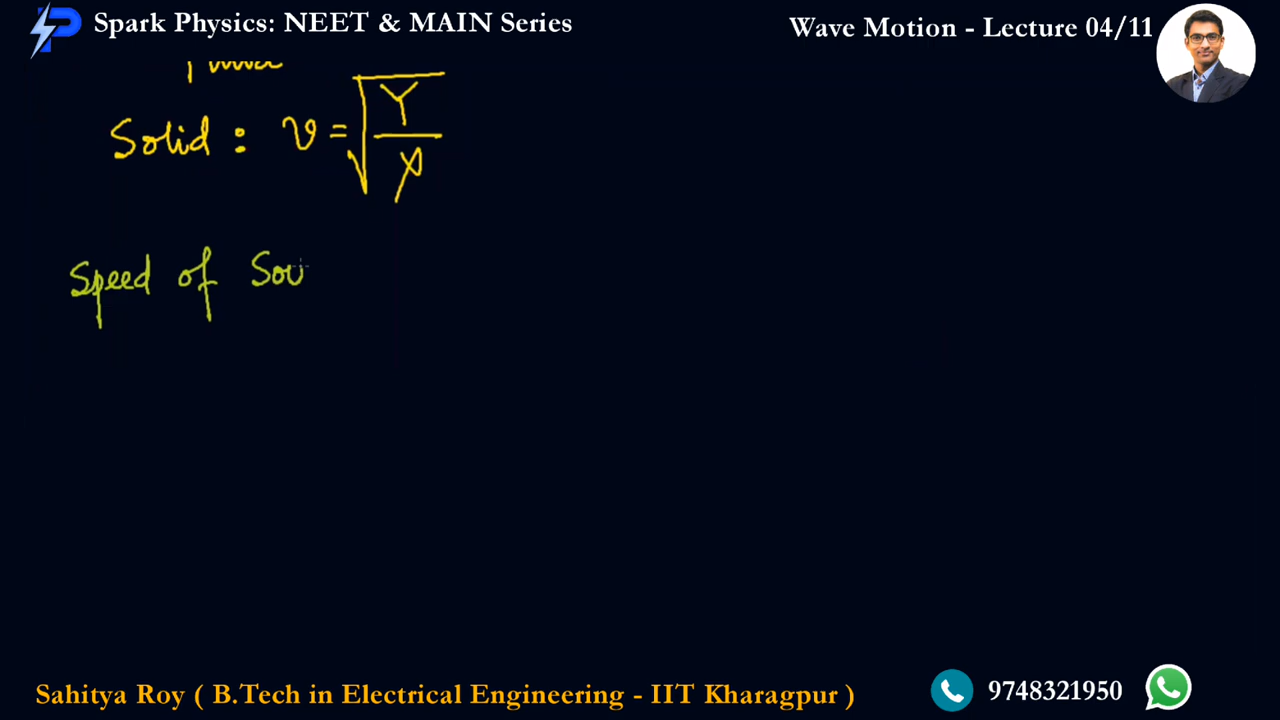 Spark Physics: NEET & MAIN Series
Wave Motion - Lecture 04/11
Solid : v = √(Y/ρ)
Speed of Sou
Sahitya Roy ( B.Tech in Electrical Engineering - IIT Kharagpur )
9748321950